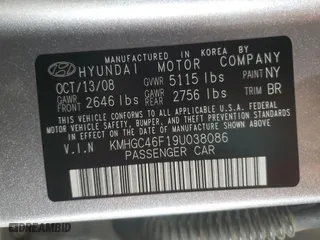 MANUFACTURED IN KOREA BY
HYUNDAI MOTOR COMPANY
OCT/13/08 GVWR 5115 lbs PAINT NY
GAWR FRONT 2646 lbs GAWR REAR 2756 lbs TRIM BR
THIS VEHICLE CONFORMS TO ALL APPLICABLE U.S.
FEDERAL MOTOR VEHICLE SAFETY, BUMPER, AND THEFT
PREVENTION STANDARDS IN EFFECT ON THE DATE OF
MANUFACTURE SHOWN ABOVE.
V.I.N KMHGC46F19U038086
PASSENGER CAR
DREAMBID